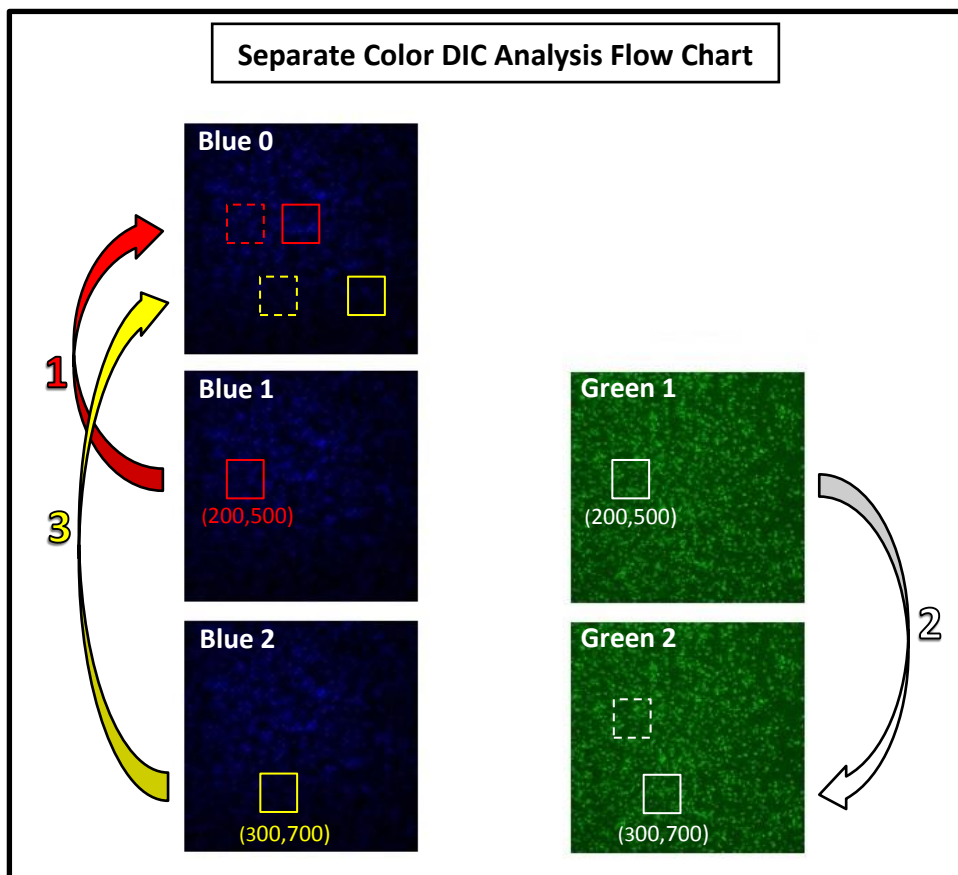 Separate Color DIC Analysis Flow Chart
Blue 0
1
Blue 1
Green 1
(200,500)
(200,500)
3
2
Blue 2
Green 2
(300,700)
(300,700)